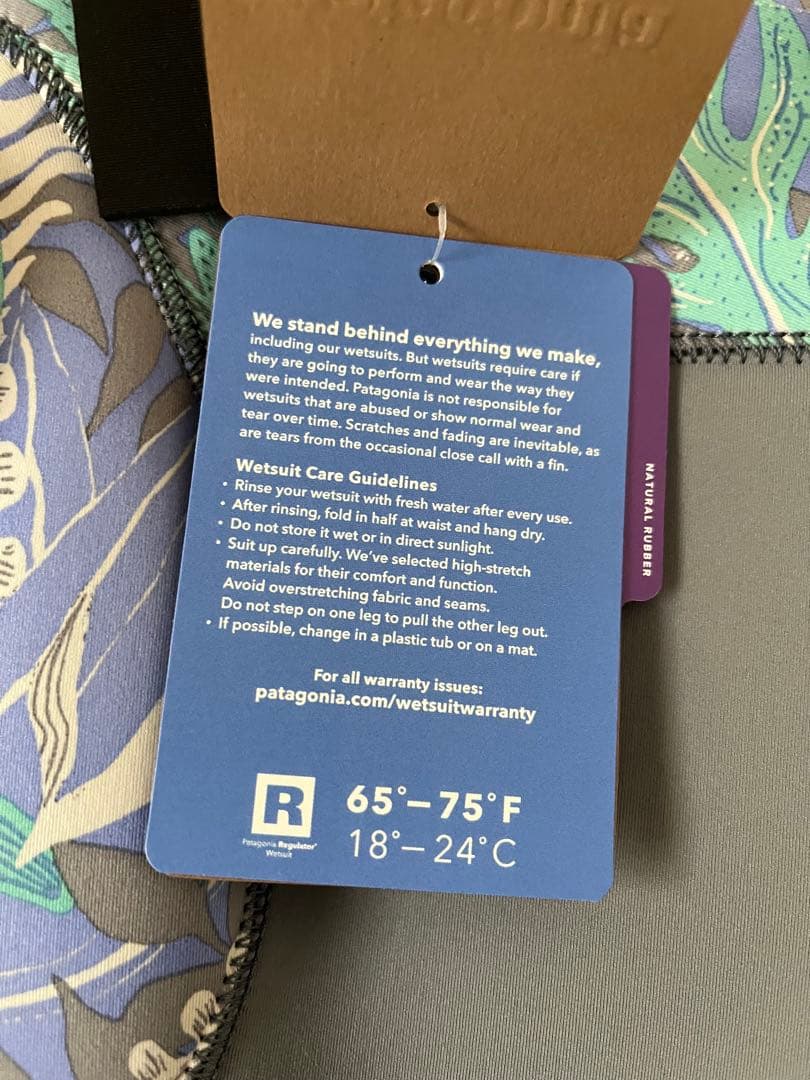 We stand behind everything we make,
including our wetsuits. But wetsuits require care if
they are going to perform and wear the way they
were intended. Patagonia is not responsible for
wetsuits that are abused or show normal wear and
tear over time. Scratches and fading are inevitable, as
are tears from the occasional close call with a fin.
Wetsuit Care Guidelines
• Rinse your wetsuit with fresh water after every use.
• After rinsing, fold in half at waist and hang dry.
• Do not store it wet or in direct sunlight.
• Suit up carefully. We've selected high-stretch
materials for their comfort and function.
Avoid overstretching fabric and seams.
Do not step on one leg to pull the other leg out.
• If possible, change in a plastic tub or on a mat.
For all warranty issues:
patagonia.com/wetsuitwarranty
R
Patagonia Regulator®
Wetsuit
65°–75°F
18°–24°C
NATURAL RUBBER